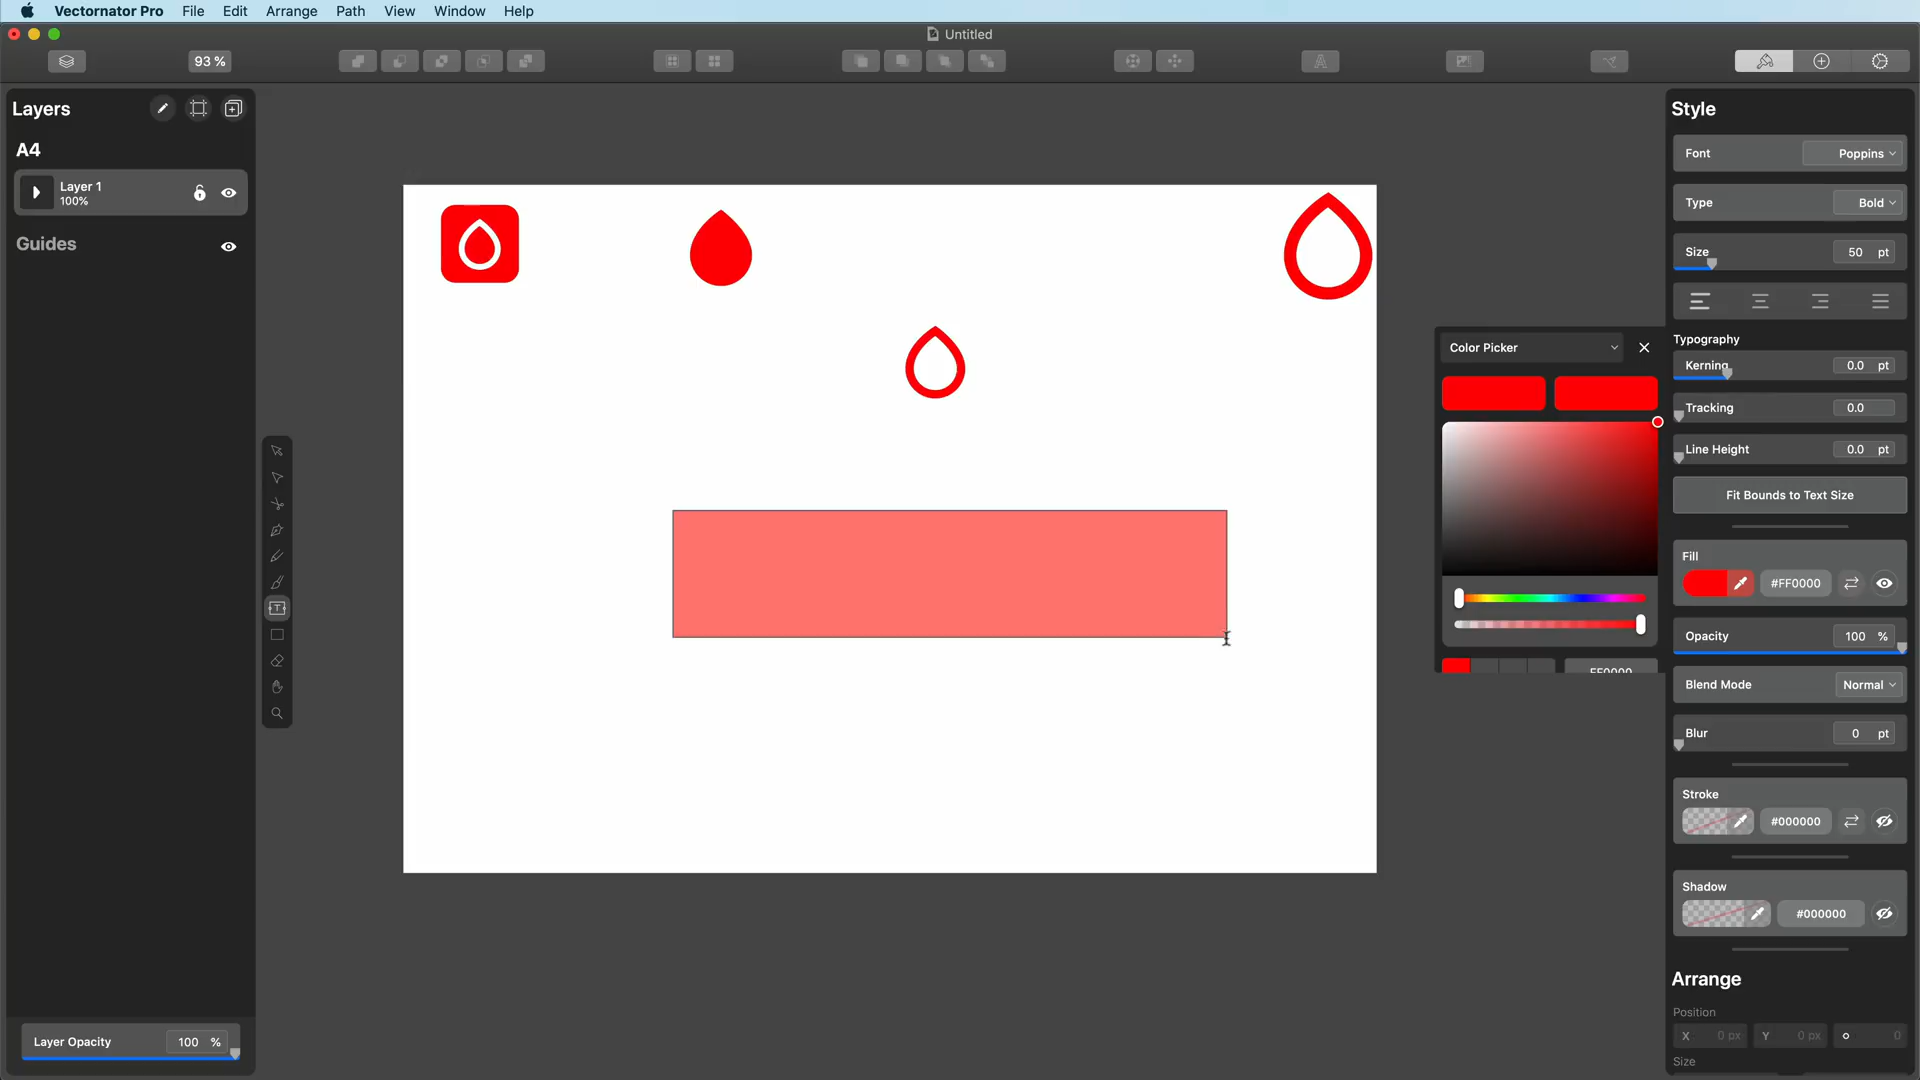 Vectornator Pro File Edit Arrange Path View Window Help
Untitled
93 %
Layers
A4
Layer 1
100%
Guides
Layer Opacity 100 %
Color Picker
FF0000
Style
Font Poppins
Type Bold
Size 50 pt
Typography
Kerning 0.0 pt
Tracking 0.0
Line Height 0.0 pt
Fit Bounds to Text Size
Fill
#FF0000
Opacity 100 %
Blend Mode Normal
Blur 0 pt
Stroke
#000000
Shadow
#000000
Arrange
Position
X 0 px Y 0 px 0
Size